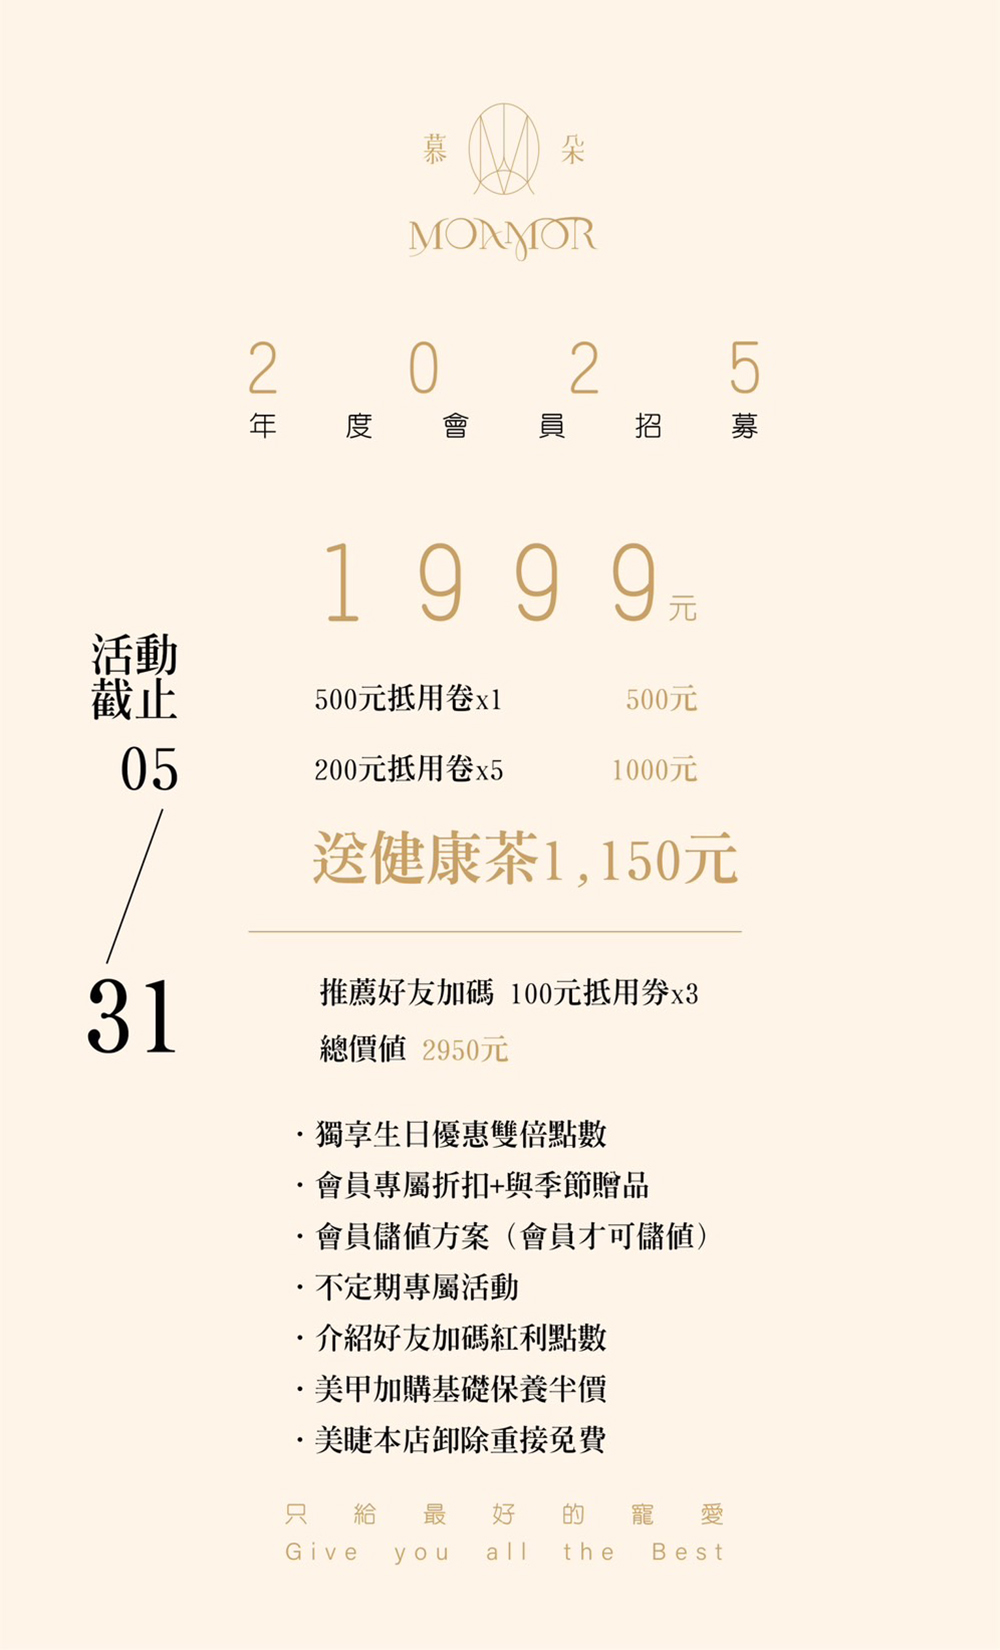 慕 朵
MOXMOR
2025
年度會員招募
1999元
活動
截止
05
31
500元抵用卷x1 500元
200元抵用卷x5 1000元
送健康茶1,150元
推薦好友加碼 100元抵用券x3
總價值 2950元
·獨享生日優惠雙倍點數
·會員專屬折扣+與季節贈品
·會員儲值方案（會員才可儲值）
·不定期專屬活動
·介紹好友加碼紅利點數
·美甲加購基礎保養半價
·美睫本店卸除重接免費
只給最好的寵愛
Give you all the Best